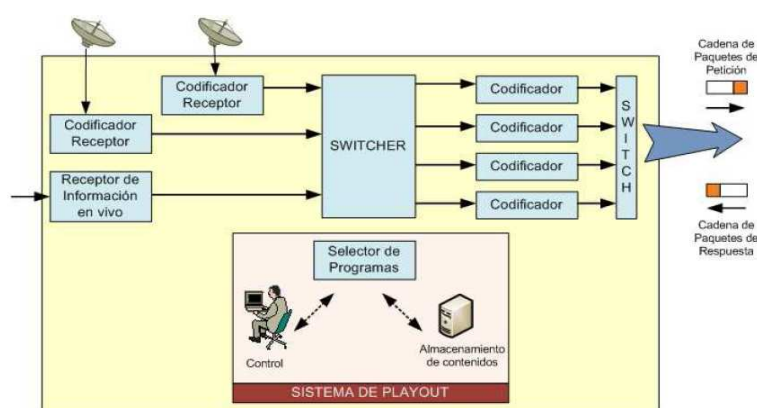 Codificador
Receptor
Codificador
Receptor
Receptor de
Información
en vivo
SWITCHER
Codificador
Codificador
Codificador
Codificador
SWITCH
Cadena de
Paquetes de
Petición
Cadena de
Paquetes de
Respuesta
Selector de
Programas
Control
Almacenamiento
de contenidos
SISTEMA DE PLAYOUT